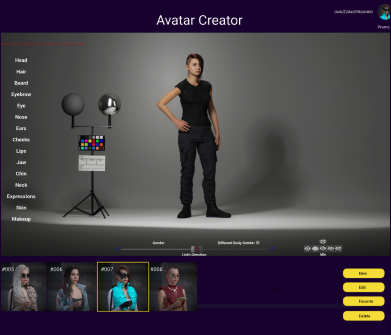 Avatar Creator
Head
Hair
Beard
Eyebrow
Eye
Nose
Ears
Cheeks
Lips
Jaw
Chin
Neck
Expressions
Skin
Makeup
Gender
Different Body Gender
Light Direction
Idle
#005
#006
#007
#008
New
Edit
Favorite
Delete